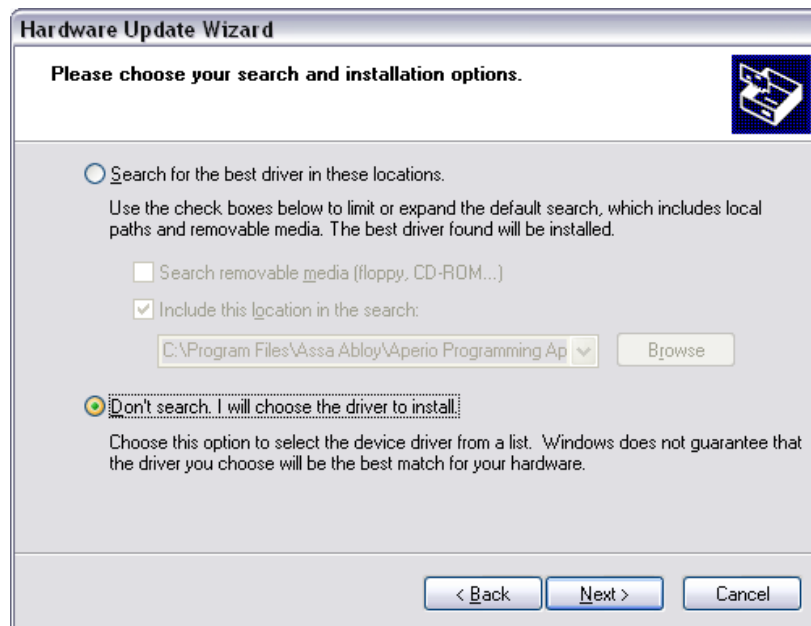 Hardware Update Wizard
Please choose your search and installation options.
Search for the best driver in these locations.
Use the check boxes below to limit or expand the default search, which includes local
paths and removable media. The best driver found will be installed.
Search removable media (floppy, CD-ROM...)
Include this location in the search:
C:\Program Files\Assa Abloy\Aperio Programming Ap
Browse
Don't search. I will choose the driver to install.
Choose this option to select the device driver from a list. Windows does not guarantee that
the driver you choose will be the best match for your hardware.
< Back Next > Cancel